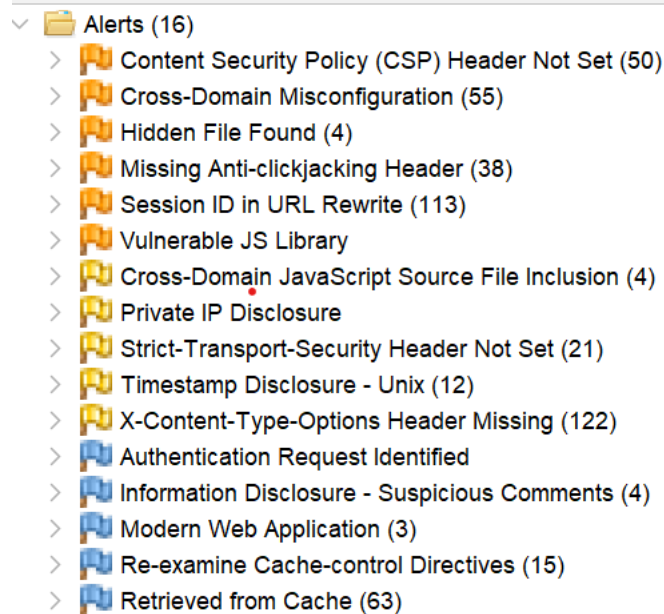 Alerts (16)
Content Security Policy (CSP) Header Not Set (50)
Cross-Domain Misconfiguration (55)
Hidden File Found (4)
Missing Anti-clickjacking Header (38)
Session ID in URL Rewrite (113)
Vulnerable JS Library
Cross-Domain JavaScript Source File Inclusion (4)
Private IP Disclosure
Strict-Transport-Security Header Not Set (21)
Timestamp Disclosure - Unix (12)
X-Content-Type-Options Header Missing (122)
Authentication Request Identified
Information Disclosure - Suspicious Comments (4)
Modern Web Application (3)
Re-examine Cache-control Directives (15)
Retrieved from Cache (63)